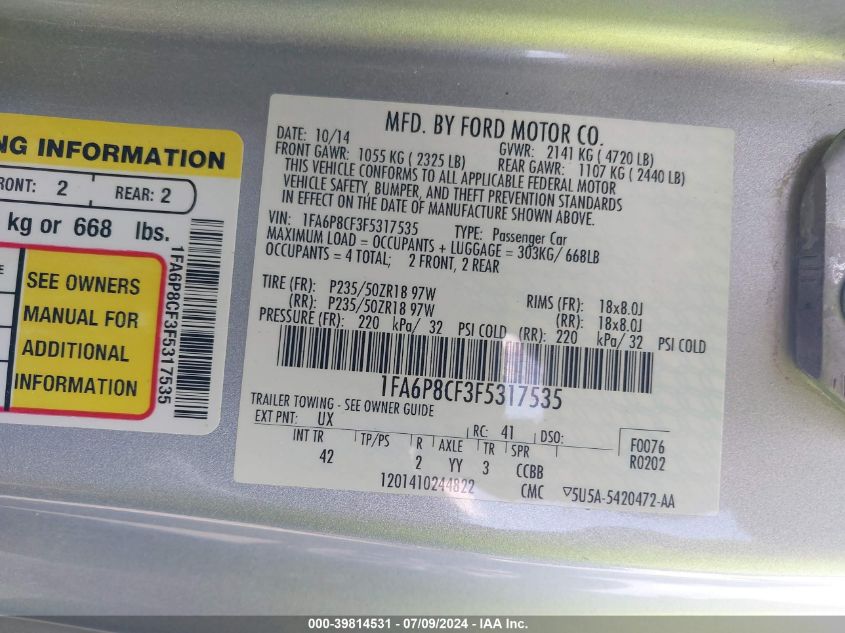 NG INFORMATION
RONT: 2 REAR: 2
kg or 668 lbs.
SEE OWNERS
MANUAL FOR
ADDITIONAL
INFORMATION
1FA6P8CF3F5317535
MFD. BY FORD MOTOR CO.
DATE: 10/14 GVWR: 2141 KG ( 4720 LB)
FRONT GAWR: 1055 KG ( 2325 LB) REAR GAWR: 1107 KG ( 2440 LB)
THIS VEHICLE CONFORMS TO ALL APPLICABLE FEDERAL MOTOR
VEHICLE SAFETY, BUMPER, AND THEFT PREVENTION STANDARDS
IN EFFECT ON THE DATE OF MANUFACTURE SHOWN ABOVE.
VIN: 1FA6P8CF3F5317535 TYPE: Passenger Car
MAXIMUM LOAD = OCCUPANTS + LUGGAGE = 303KG/ 668LB
OCCUPANTS = 4 TOTAL; 2 FRONT, 2 REAR
TIRE (FR): P235/50ZR18 97W RIMS (FR): 18x8.0J
(RR): P235/50ZR18 97W (RR): 18x8.0J
PRESSURE (FR): 220 kPa/ 32 PSI COLD (RR): 220 kPa/ 32 PSI COLD
1FA6P8CF3F5317535
TRAILER TOWING - SEE OWNER GUIDE
EXT PNT: UX RC: 41 DSO: F0076
INT TR TP/PS R AXLE TR SPR R0202
42 2 YY 3 CCBB
1201410244822 CMC ▽5U5A-5420472-AA
000-39814531 - 07/09/2024 - IAA Inc.